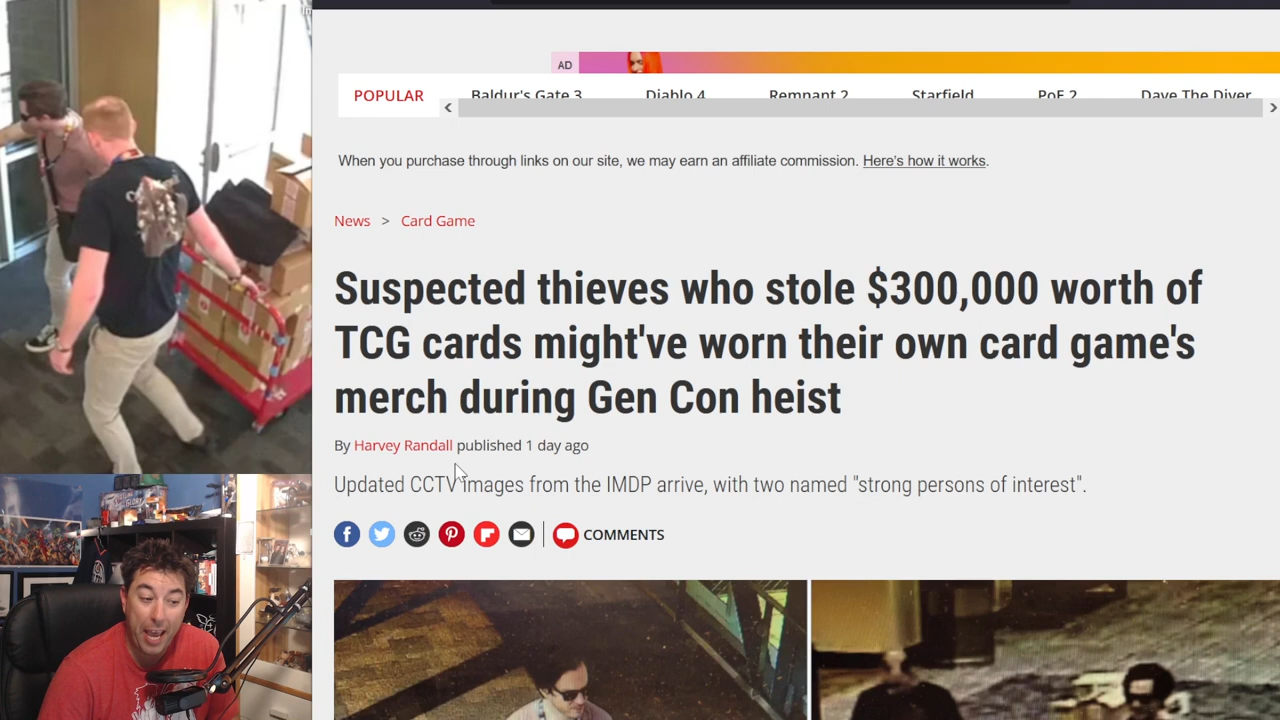 AD
POPULAR
Baldur's Gate 3
Diablo 4
Remnant 2
Starfield
PoE 2
Dave The Diver
When you purchase through links on our site, we may earn an affiliate commission. Here's how it works.
News > Card Game
Suspected thieves who stole $300,000 worth of
TCG cards might've worn their own card game's
merch during Gen Con heist
By Harvey Randall published 1 day ago
Updated CCTV images from the IMDP arrive, with two named "strong persons of interest".
COMMENTS